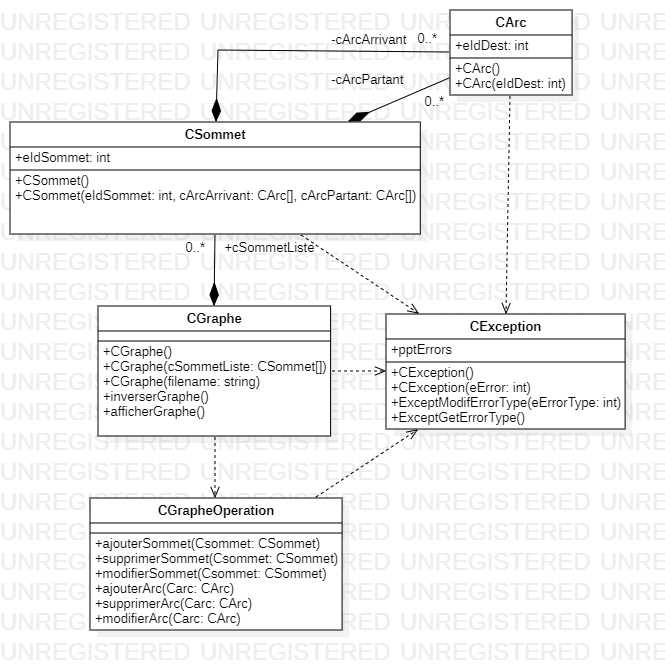 CArc
+eIdDest: int
+CArc()
+CArc(eIdDest: int)
-cArcArrivant 0..*
-cArcPartant
0..*
CSommet
+eIdSommet: int
+CSommet()
+CSommet(eIdSommet: int, cArcArrivant: CArc[], cArcPartant: CArc[])
0..* +cSommetListe
CGraphe
+CGraphe()
+CGraphe(cSommetListe: CSommet[])
+CGraphe(filename: string)
+inverserGraphe()
+afficherGraphe()
CException
+pptErrors
+CException()
+CException(eError: int)
+ExceptModifErrorType(eErrorType: int)
+ExceptGetErrorType()
CGrapheOperation
+ajouterSommet(Csommet: CSommet)
+supprimerSommet(Csommet: CSommet)
+modifierSommet(Csommet: CSommet)
+ajouterArc(Carc: CArc)
+supprimerArc(Carc: CArc)
+modifierArc(Carc: CArc)
UNREGISTERED